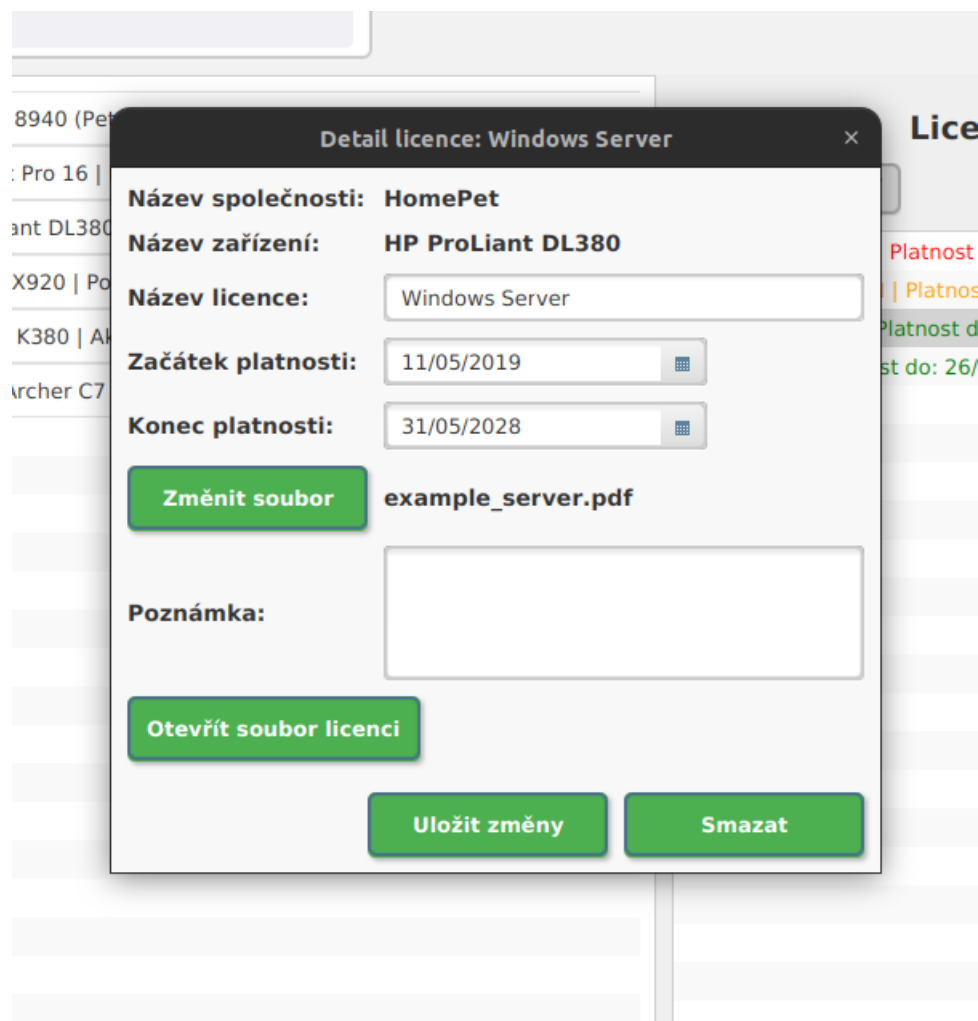 8940 (Pet
Detail licence: Windows Server
×
Lice
Pro 16 |
Název společnosti: HomePet
ant DL380
Název zařízení: HP ProLiant DL380
Platnost
X920 | Po
Název licence: Windows Server
| Platnos
K380 | Ak
Platnost d
Začátek platnosti: 11/05/2019
st do: 26/
Archer C7
Konec platnosti: 31/05/2028
Změnit soubor example_server.pdf
Poznámka:
Otevřít soubor licenci
Uložit změny Smazat